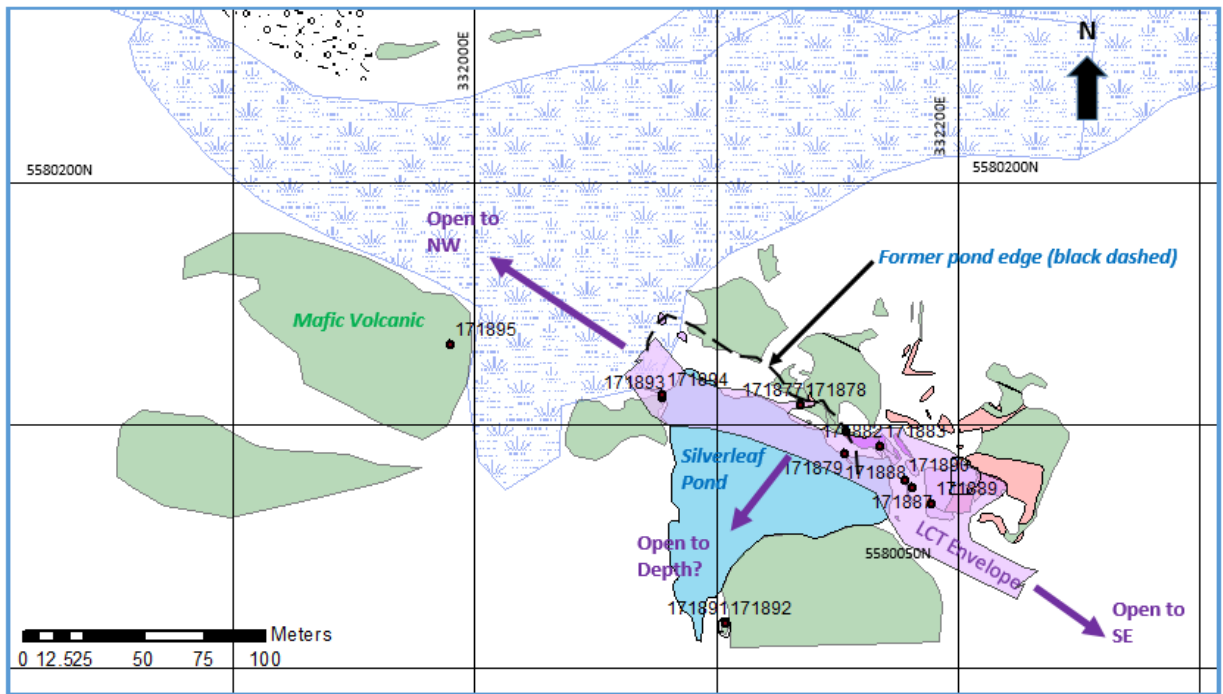 N
332000E
332200E
5580200N
5580200N
Open to
NW
Former pond edge (black dashed)
Mafic Volcanic
171895
171893
171894
171877
171878
171882
171883
Silverleaf
Pond
171879
171888
171890
171887
171889
LCT Envelope
5580050N
Open to
Depth?
171891
171892
Open to
SE
Meters
0 12.525 50 75 100